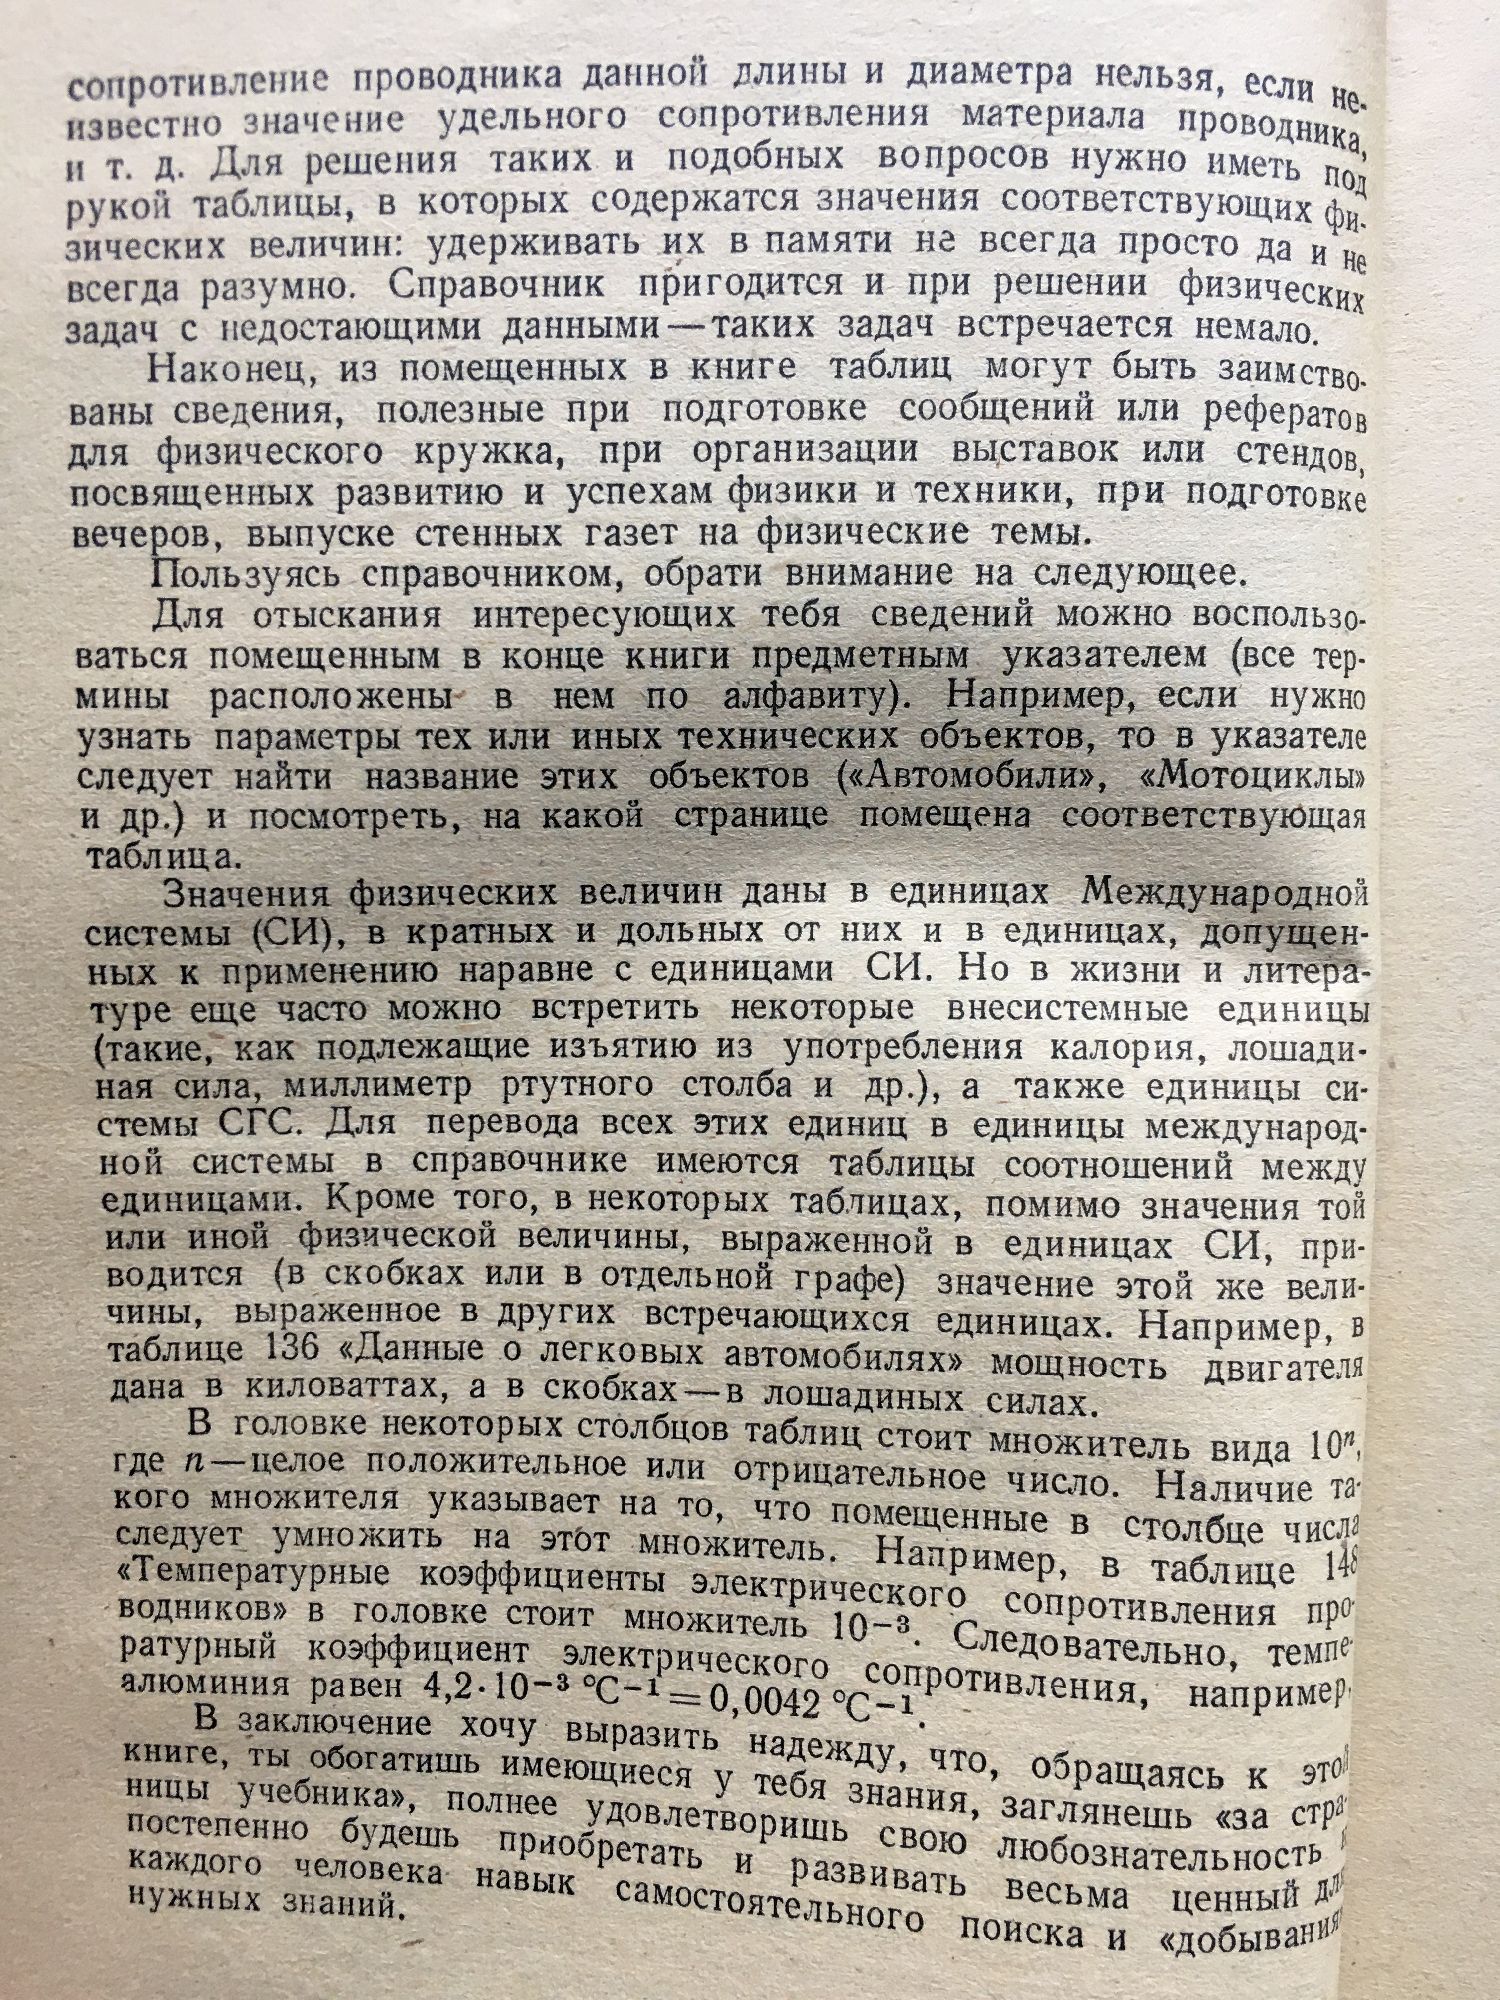 сопротивление проводника данной длины и диаметра нельзя, если не-
известно значение удельного сопротивления материала проводника,
и т. д. Для решения таких и подобных вопросов нужно иметь под
рукой таблицы, в которых содержатся значения соответствующих фи-
зических величин: удерживать их в памяти не всегда просто да и не
всегда разумно. Справочник пригодится и при решении физических
задач с недостающими данными—таких задач встречается немало.
Наконец, из помещенных в книге таблиц могут быть заимство-
ваны сведения, полезные при подготовке сообщений или рефератов
для физического кружка, при организации выставок или стендов,
посвященных развитию и успехам физики и техники, при подготовке
вечеров, выпуске стенных газет на физические темы.
Пользуясь справочником, обрати внимание на следующее.
Для отыскания интересующих тебя сведений можно воспользо-
ваться помещенным в конце книги предметным указателем (все тер-
мины расположены в нем по алфавиту). Например, если нужно
узнать параметры тех или иных технических объектов, то в указателе
следует найти название этих объектов («Автомобили», «Мотоциклы»
и др.) и посмотреть, на какой странице помещена соответствующая
таблица.
Значения физических величин даны в единицах Международной
системы (СИ), в кратных и дольных от них и в единицах, допущен-
ных к применению наравне с единицами СИ. Но в жизни и литера-
туре еще часто можно встретить некоторые внесистемные единицы
(такие, как подлежащие изъятию из употребления калория, лошади-
ная сила, миллиметр ртутного столба и др.), а также единицы си-
стемы СГС. Для перевода всех этих единиц в единицы международ-
ной системы в справочнике имеются таблицы соотношений между
единицами. Кроме того, в некоторых таблицах, помимо значения той
или иной физической величины, выраженной в единицах СИ, при-
водится (в скобках или в отдельной графе) значение этой же вели-
чины, выраженное в других встречающихся единицах. Например, в
таблице 136 «Данные о легковых автомобилях» мощность двигателя
дана в киловаттах, а в скобках—в лошадиных силах.
В головке некоторых столбцов таблиц стоит множитель вида 10ⁿ,
где n—целое положительное или отрицательное число. Наличие та-
кого множителя указывает на то, что помещенные в столбце числа
следует умножить на этот множитель. Например, в таблице 148
«Температурные коэффициенты электрического сопротивления про-
водников» в головке стоит множитель 10⁻³. Следовательно, темпе-
ратурный коэффициент электрического сопротивления, например,
алюминия равен 4,2·10⁻³ °С⁻¹=0,0042 °С⁻¹.
В заключение хочу выразить надежду, что, обращаясь к этой
книге, ты обогатишь имеющиеся у тебя знания, заглянешь «за стра-
ницы учебника», полнее удовлетворишь свою любознательность и
постепенно будешь приобретать и развивать весьма ценный для
каждого человека навык самостоятельного поиска и «добывания»
нужных знаний.